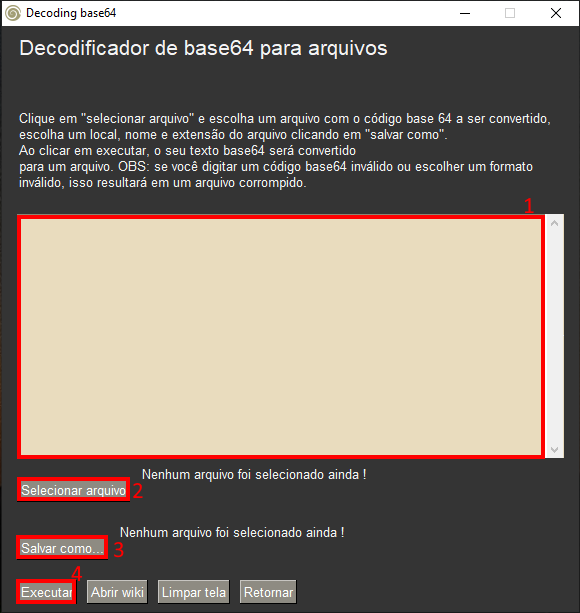 Decoding base64
Decodificador de base64 para arquivos
Clique em "selecionar arquivo" e escolha um arquivo com o código base 64 a ser convertido,
escolha um local, nome e extensão do arquivo clicando em "salvar como".
Ao clicar em executar, o seu texto base64 será convertido
para um arquivo. OBS: se você digitar um código base64 inválido ou escolher um formato
inválido, isso resultará em um arquivo corrompido.
1
Nenhum arquivo foi selecionado ainda !
Selecionar arquivo 2
Nenhum arquivo foi selecionado ainda !
Salvar como... 3
4
Executar Abrir wiki Limpar tela Retornar